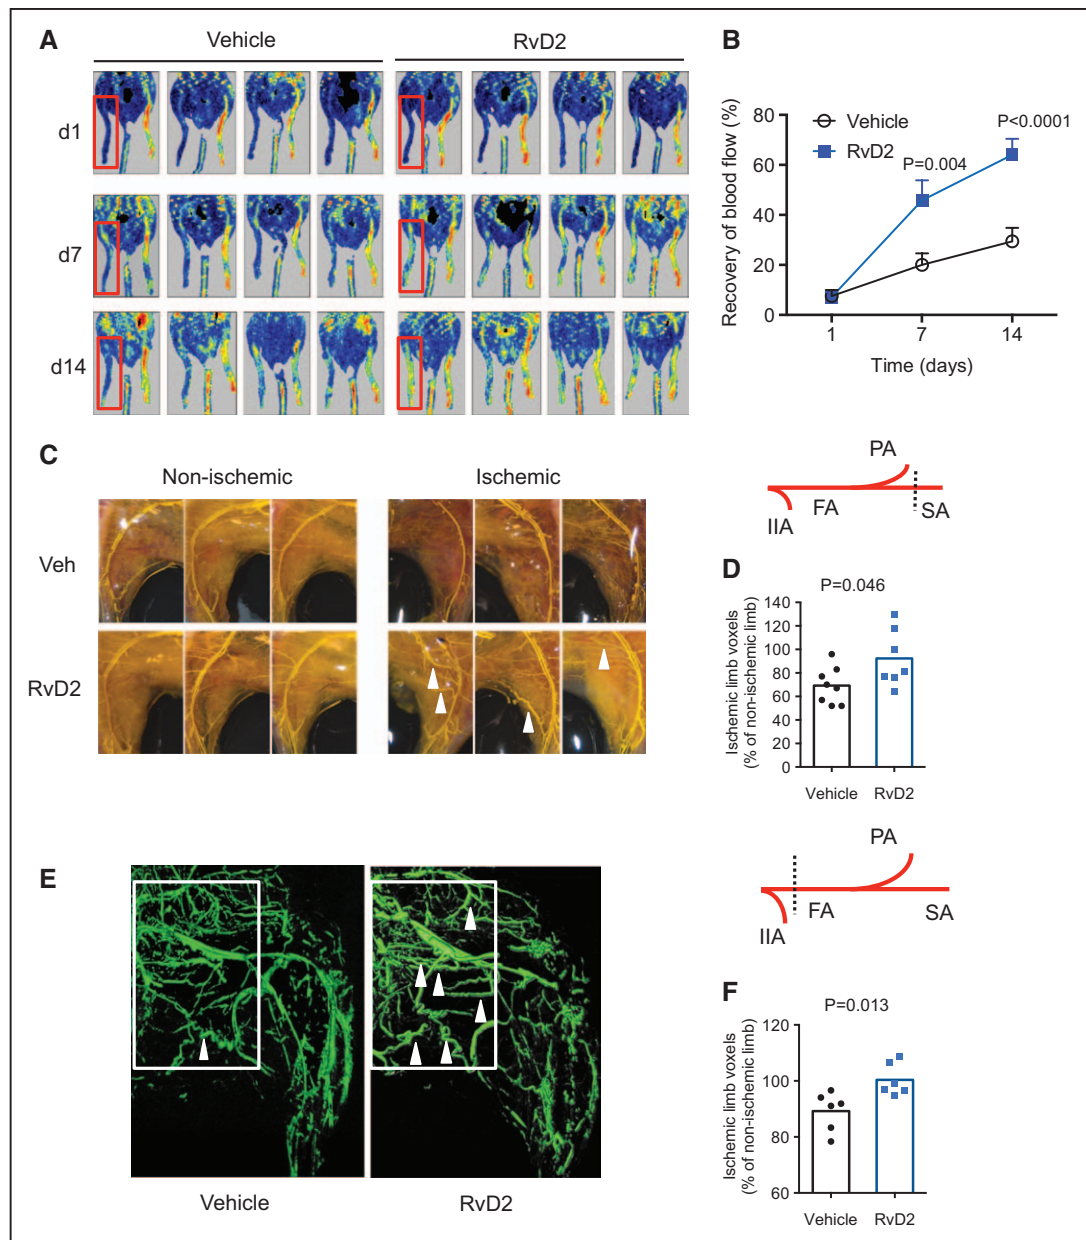 A
Vehicle
RvD2
d1
d7
d14
B
Recovery of blood flow (%)
80
60
40
20
0
Vehicle
RvD2
P=0.004
P<0.0001
1
7
14
Time (days)
C
Non-ischemic
Ischemic
Veh
RvD2
PA
FA
SA
IIA
D
P=0.046
Ischemic limb voxels
(% of non-ischemic limb)
140
120
100
80
60
40
20
0
Vehicle
RvD2
E
Vehicle
RvD2
PA
FA
SA
IIA
F
P=0.013
Ischemic limb voxels
(% of non-ischemic limb)
120
100
80
60
Vehicle
RvD2